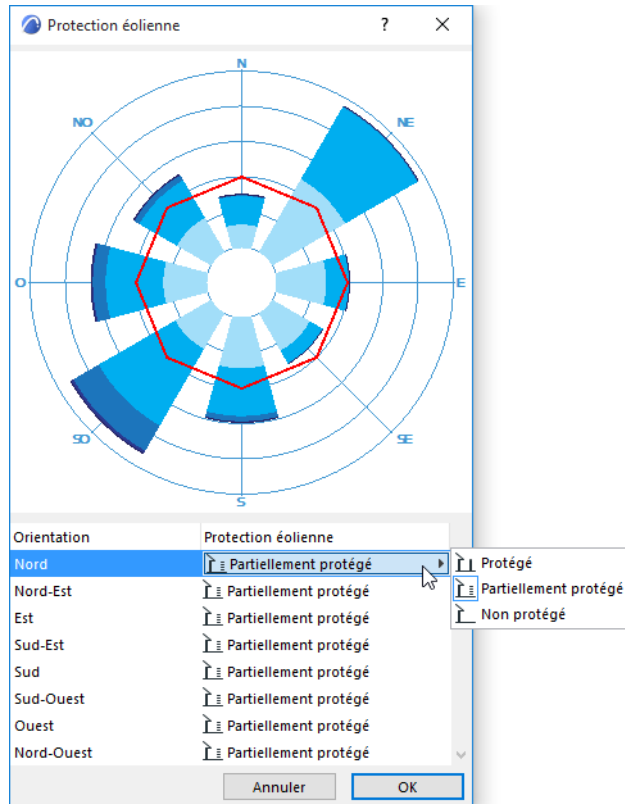 Protection éolienne ? ×
N
NO NE
O E
SO SE
S
Orientation Protection éolienne
Nord Partiellement protégé
Nord-Est Partiellement protégé
Est Partiellement protégé
Sud-Est Partiellement protégé
Sud Partiellement protégé
Sud-Ouest Partiellement protégé
Ouest Partiellement protégé
Nord-Ouest Partiellement protégé
Protégé
Partiellement protégé
Non protégé
Annuler OK